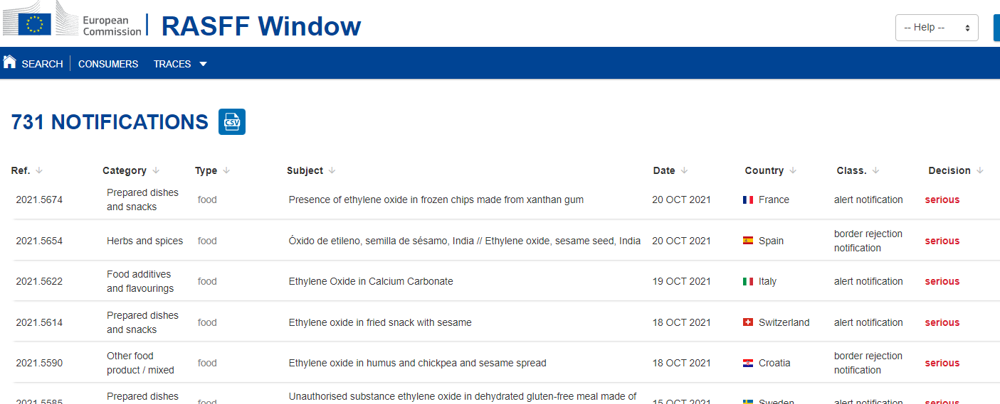 European
Commission
RASFF Window
-- Help --
SEARCH
CONSUMERS
TRACES
731 NOTIFICATIONS
CSV
Ref. Category Type Subject Date Country Class. Decision
2021.5674 Prepared dishes and snacks food Presence of ethylene oxide in frozen chips made from xanthan gum 20 OCT 2021 France alert notification serious
2021.5654 Herbs and spices food Óxido de etileno, semilla de sésamo, India // Ethylene oxide, sesame seed, India 20 OCT 2021 Spain border rejection notification serious
2021.5622 Food additives and flavourings food Ethylene Oxide in Calcium Carbonate 19 OCT 2021 Italy alert notification serious
2021.5614 Prepared dishes and snacks food Ethylene oxide in fried snack with sesame 18 OCT 2021 Switzerland alert notification serious
2021.5590 Other food product / mixed food Ethylene oxide in humus and chickpea and sesame spread 18 OCT 2021 Croatia border rejection notification serious
2021.5585 Prepared dishes food Unauthorised substance ethylene oxide in dehydrated gluten-free meal made of 15 OCT 2021 Sweden alert notification serious